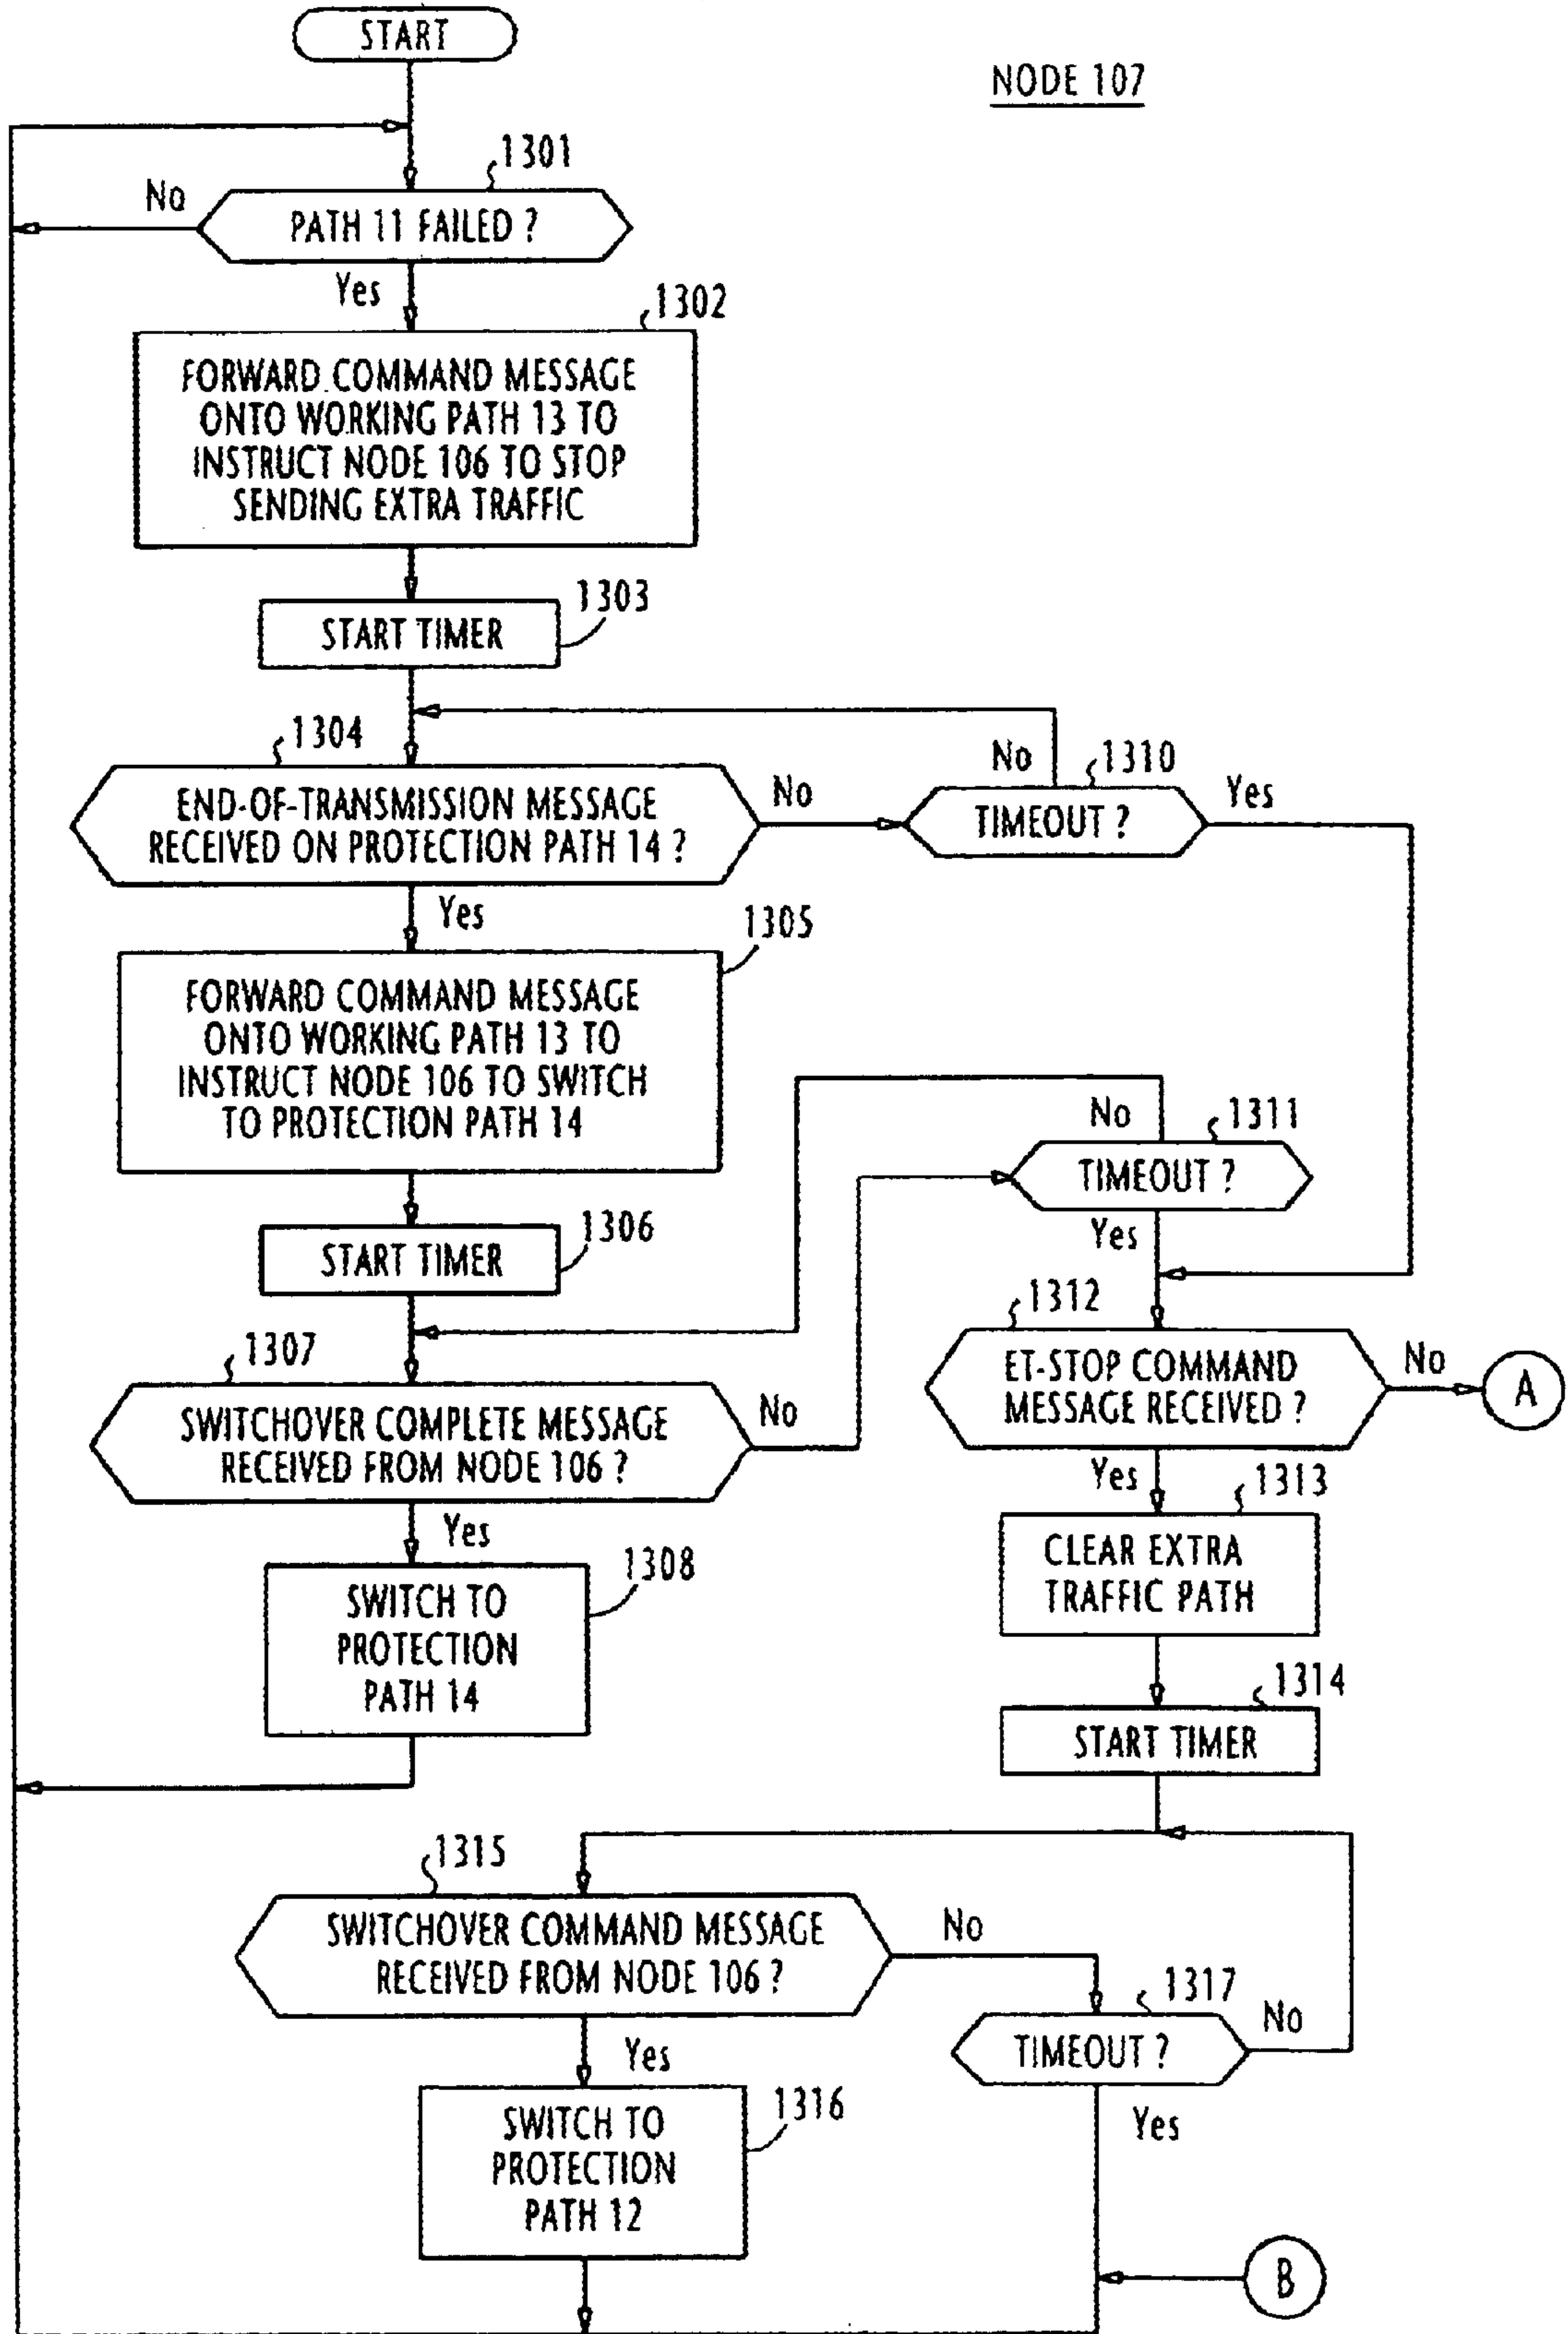 START
NODE 107
1301
No
PATH 11 FAILED ?
Yes
1302
FORWARD COMMAND MESSAGE
ONTO WORKING PATH 13 TO
INSTRUCT NODE 106 TO STOP
SENDING EXTRA TRAFFIC
1303
START TIMER
1304
END-OF-TRANSMISSION MESSAGE
RECEIVED ON PROTECTION PATH 14 ?
No
No
1310
TIMEOUT ?
Yes
Yes
1305
FORWARD COMMAND MESSAGE
ONTO WORKING PATH 13 TO
INSTRUCT NODE 106 TO SWITCH
TO PROTECTION PATH 14
No
1311
TIMEOUT ?
Yes
1306
START TIMER
1307
SWITCHOVER COMPLETE MESSAGE
RECEIVED FROM NODE 106 ?
No
1312
ET-STOP COMMAND
MESSAGE RECEIVED ?
No
A
Yes
1308
SWITCH TO
PROTECTION
PATH 14
Yes
1313
CLEAR EXTRA
TRAFFIC PATH
1314
START TIMER
1315
SWITCHOVER COMMAND MESSAGE
RECEIVED FROM NODE 106 ?
No
1317
TIMEOUT ?
No
Yes
Yes
1316
SWITCH TO
PROTECTION
PATH 12
B